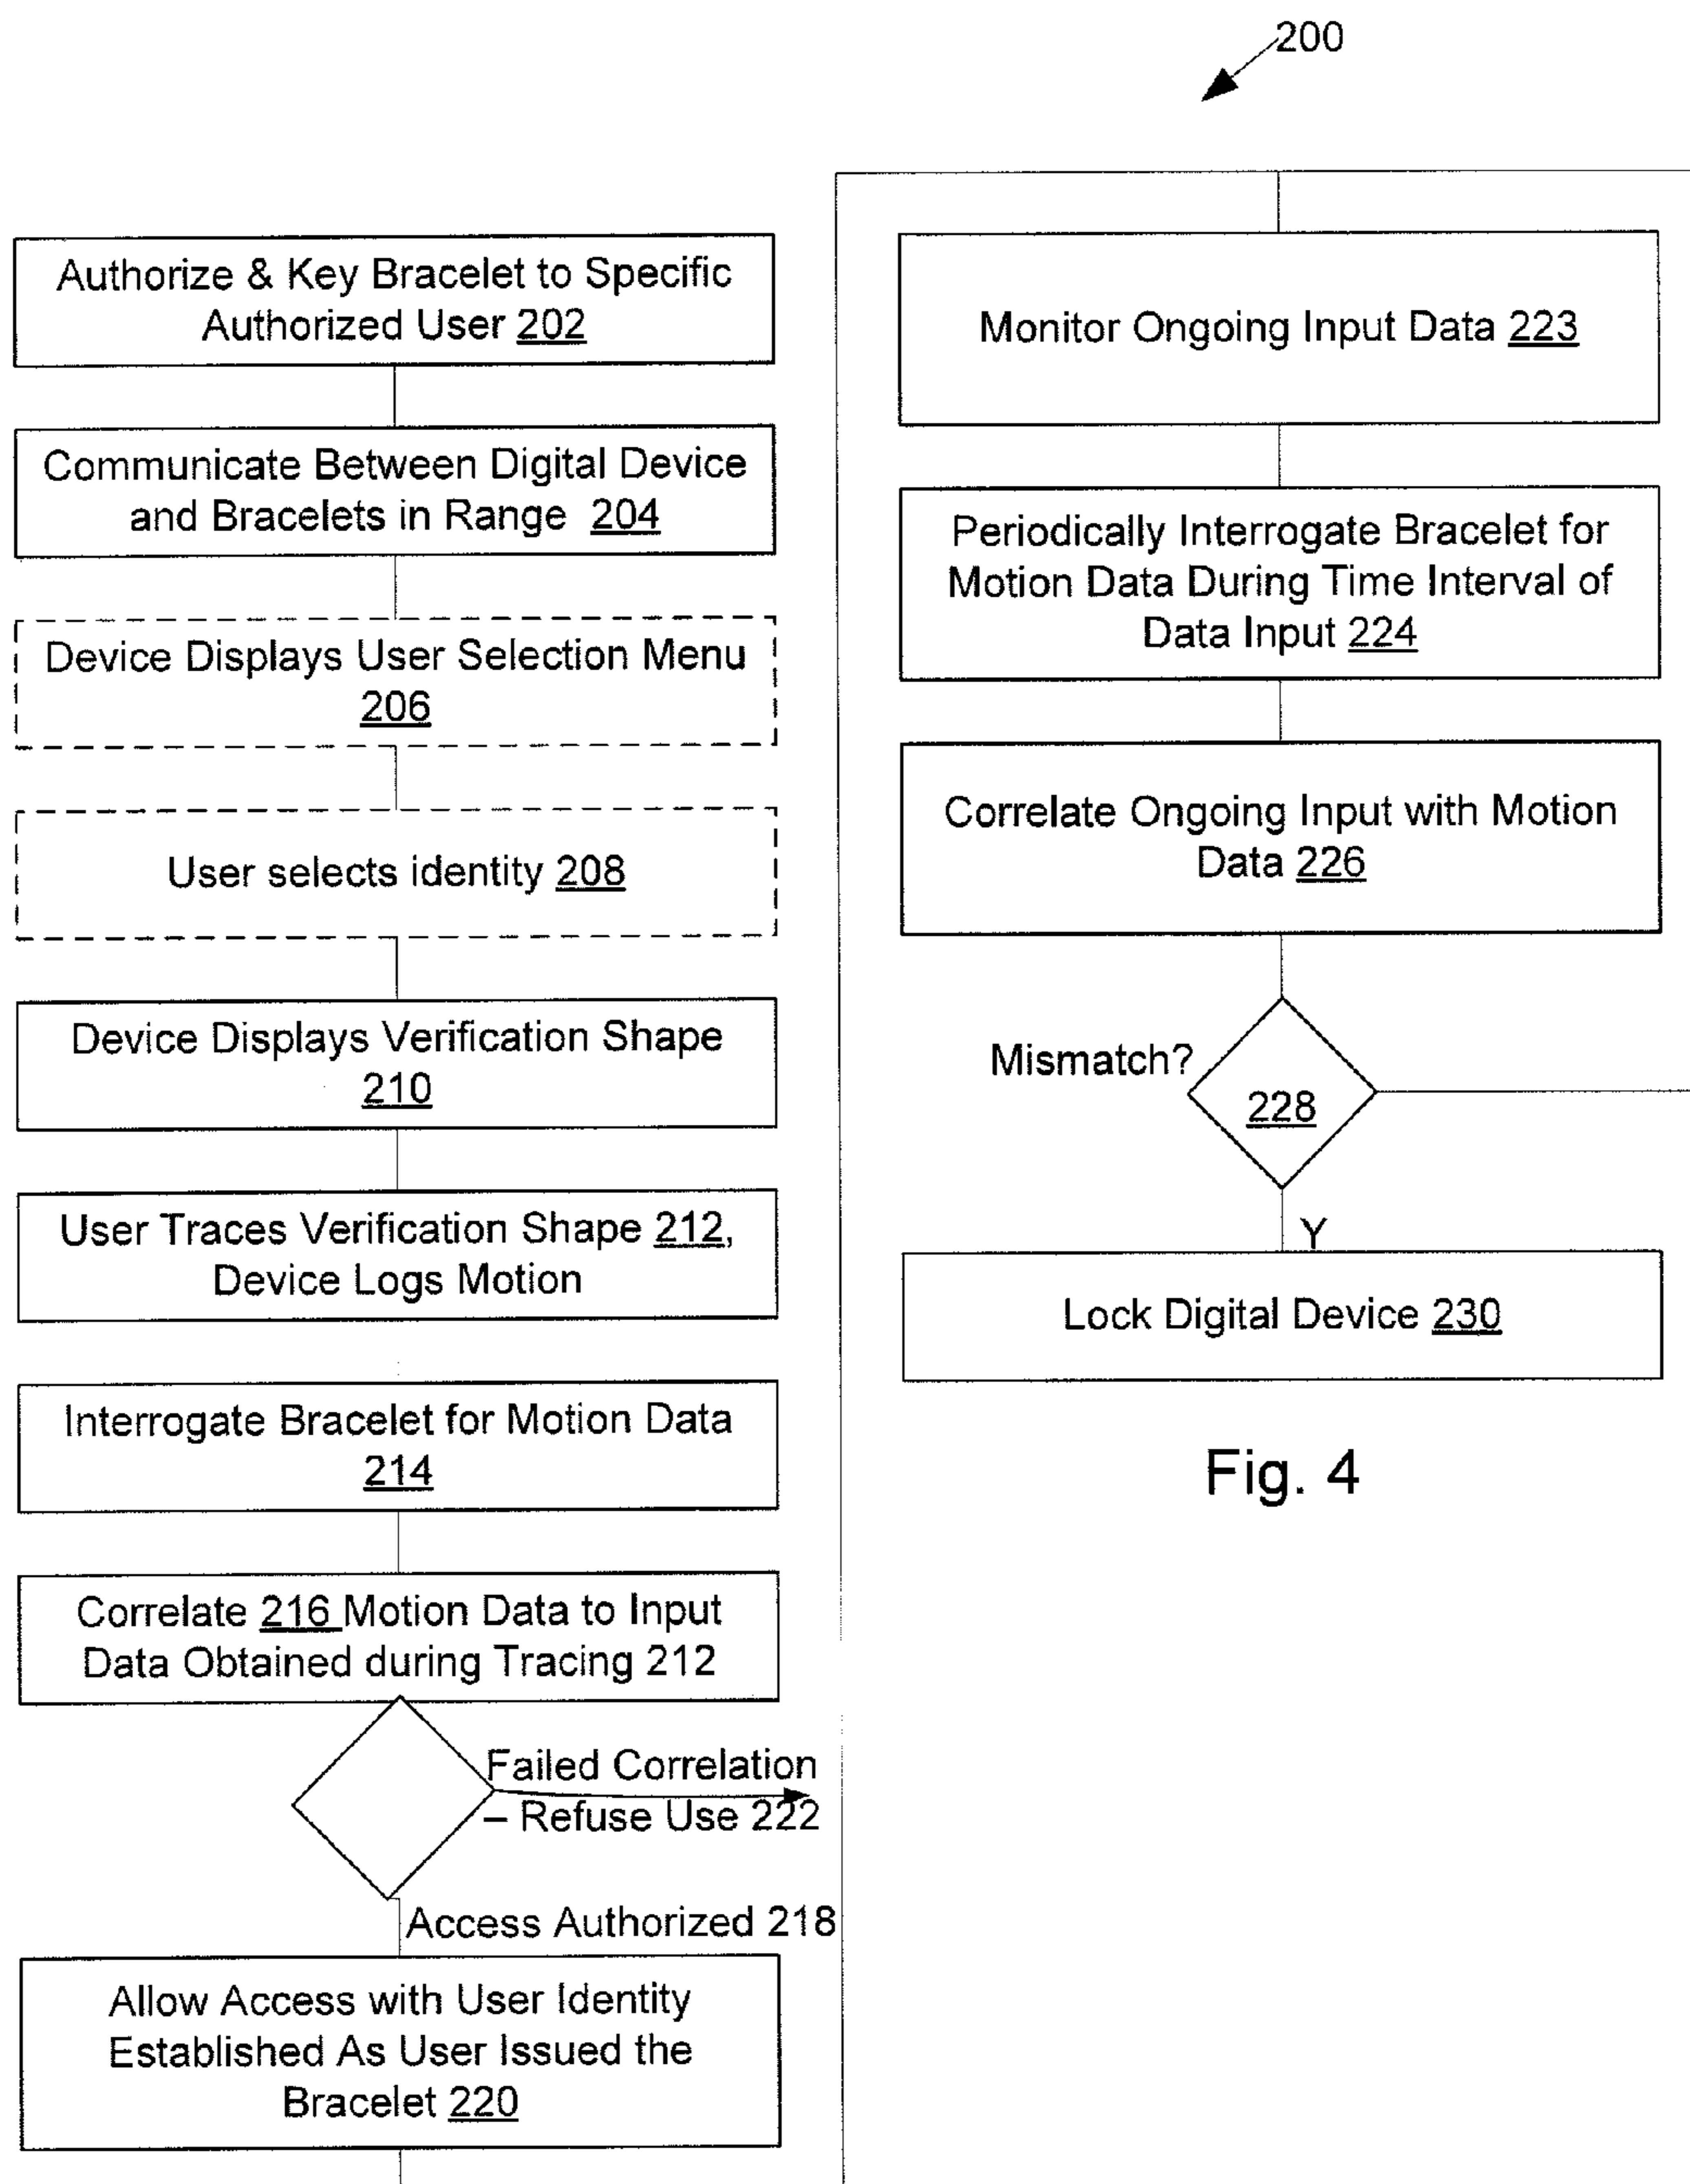 200
Authorize & Key Bracelet to Specific
Authorized User 202
Communicate Between Digital Device
and Bracelets in Range 204
Device Displays User Selection Menu
206
User selects identity 208
Device Displays Verification Shape
210
User Traces Verification Shape 212,
Device Logs Motion
Interrogate Bracelet for Motion Data
214
Correlate 216 Motion Data to Input
Data Obtained during Tracing 212
Failed Correlation
– Refuse Use 222
Access Authorized 218
Allow Access with User Identity
Established As User Issued the
Bracelet 220
Monitor Ongoing Input Data 223
Periodically Interrogate Bracelet for
Motion Data During Time Interval of
Data Input 224
Correlate Ongoing Input with Motion
Data 226
Mismatch?
228
Y
Lock Digital Device 230
Fig. 4